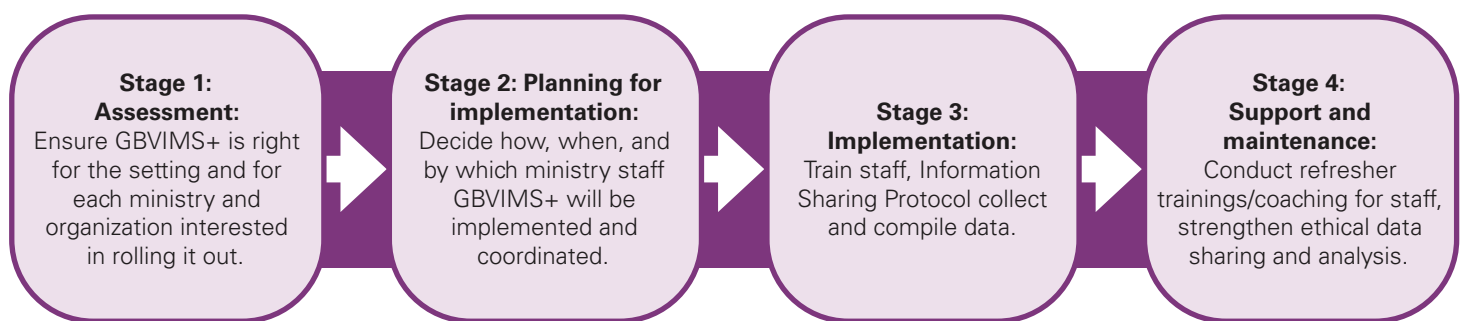 Stage 1:
Assessment:
Ensure GBVIMS+ is right
for the setting and for
each ministry and
organization interested
in rolling it out.
Stage 2: Planning for
implementation:
Decide how, when, and
by which ministry staff
GBVIMS+ will be
implemented and
coordinated.
Stage 3:
Implementation:
Train staff, Information
Sharing Protocol collect
and compile data.
Stage 4:
Support and
maintenance:
Conduct refresher
trainings/coaching for staff,
strengthen ethical data
sharing and analysis.